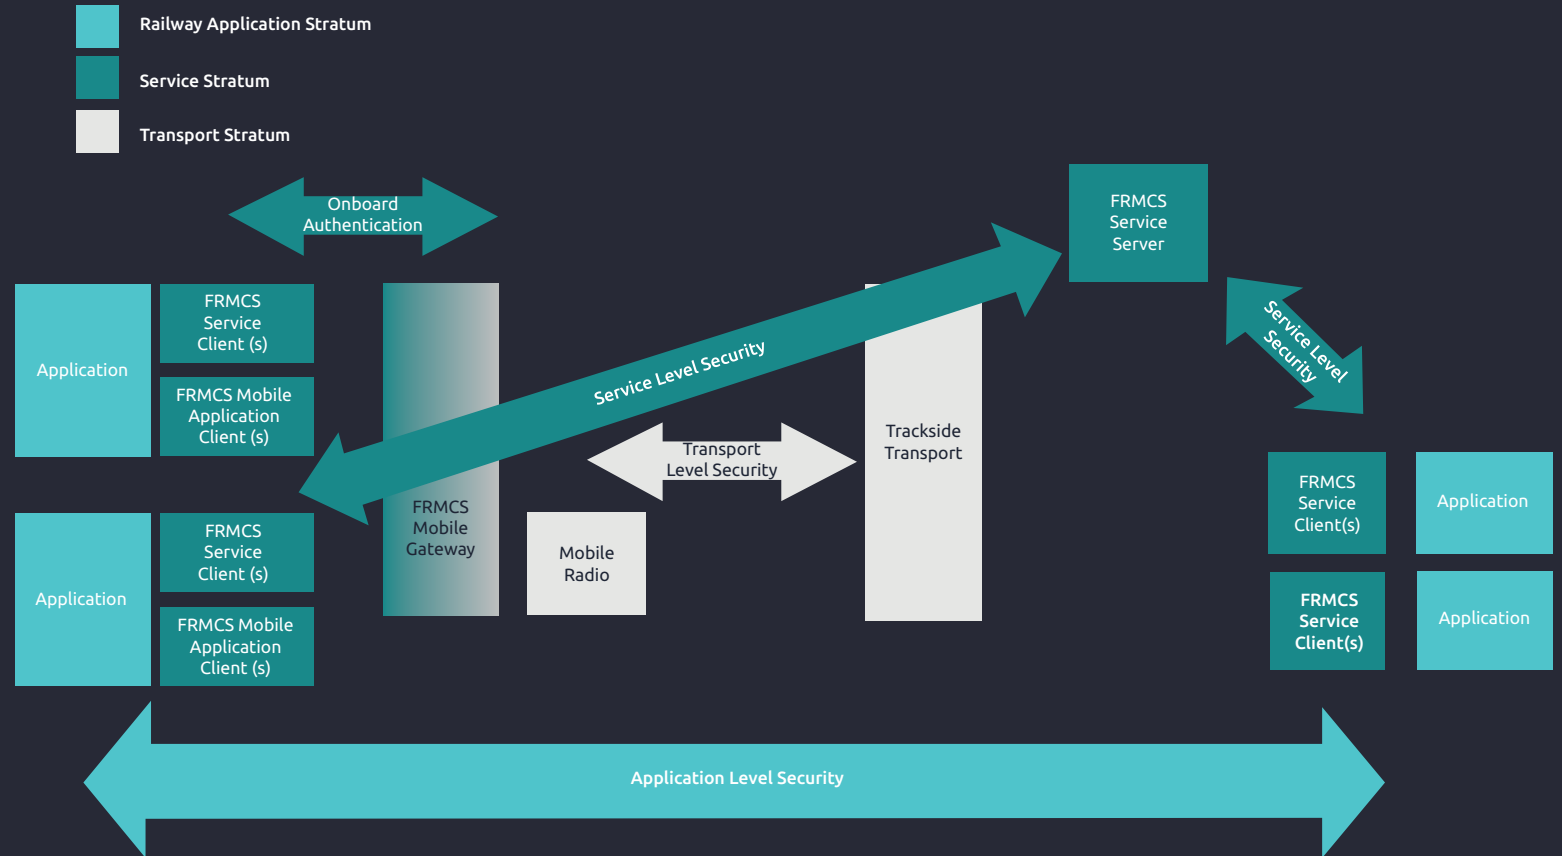 Railway Application Stratum
Service Stratum
Transport Stratum
Onboard
Authentication
FRMCS
Service
Server
Application
FRMCS
Service
Client (s)
FRMCS Mobile
Application
Client (s)
Service Level Security
Service Level
Security
Transport
Level Security
Trackside
Transport
FRMCS
Mobile
Gateway
Mobile
Radio
Application
FRMCS
Service
Client (s)
FRMCS Mobile
Application
Client (s)
FRMCS
Service
Client(s)
Application
FRMCS
Service
Client(s)
Application
Application Level Security